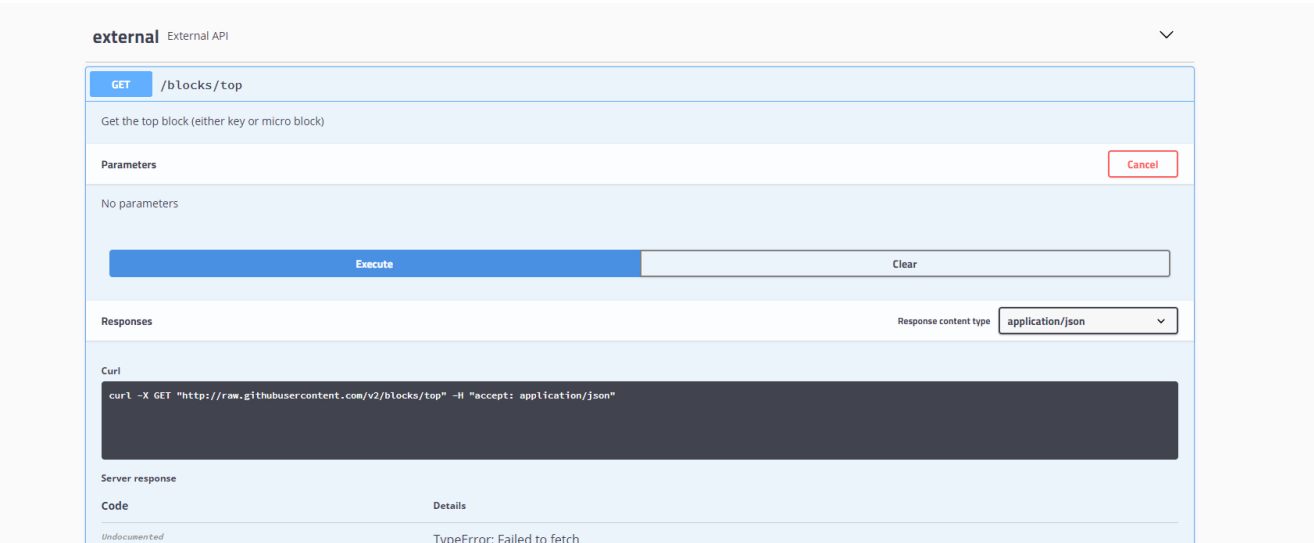 external External API
GET /blocks/top
Get the top block (either key or micro block)
Parameters Cancel
No parameters
Execute Clear
Responses Response content type application/json
Curl
curl -X GET "http://raw.githubusercontent.com/v2/blocks/top" -H "accept: application/json"
Server response
Code Details
Undocumented TypeError: Failed to fetch